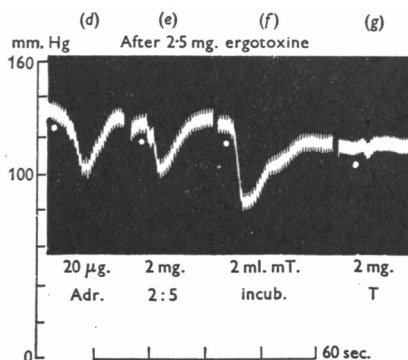 (d) (e) (f) (g)
mm. Hg After 2·5 mg. ergotoxine
160
100
20 µg. 2 mg. 2 ml. mT. 2 mg.
Adr. 2 : 5 incub. T
0 60 sec.